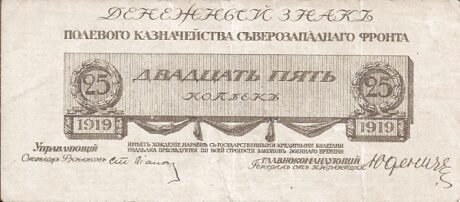 ДЕНЕЖНЫЙ ЗНАКЪ
ПОЛЕВОГО КАЗНАЧЕЙСТВА СѢВЕРОЗАПАДНАГО ФРОНТА
25 ДВАДЦАТЬ ПЯТЬ 25
КОПѢЕКЪ
1919 1919
ИМѢЕТЪ ХОЖДЕНІЕ НАРАВНѢ СЪ ГОСУДАРСТВЕННЫМИ КРЕДИТНЫМИ БИЛЕТАМИ
ПОДДѢЛКА ПРЕСЛѢДУЕТСЯ ПО ВСЕЙ СТРОГОСТИ ЗАКОНОВЪ ВОЕННАГО ВРЕМЕНИ
Управляющій ГЛАВНОКОМАНДУЮЩІЙ
Отдѣломъ Финансовъ Генералъ отъ инфантеріи Юденичъ